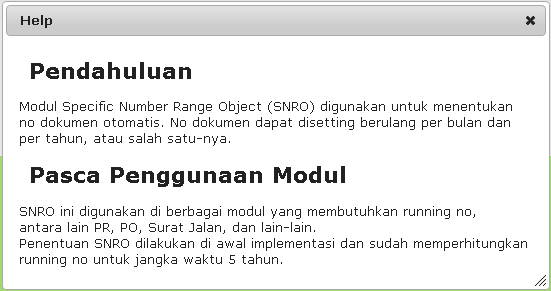 Help
Pendahuluan
Modul Specific Number Range Object (SNRO) digunakan untuk menentukan
no dokumen otomatis. No dokumen dapat disetting berulang per bulan dan
per tahun, atau salah satu-nya.
Pasca Penggunaan Modul
SNRO ini digunakan di berbagai modul yang membutuhkan running no,
antara lain PR, PO, Surat Jalan, dan lain-lain.
Penentuan SNRO dilakukan di awal implementasi dan sudah memperhitungkan
running no untuk jangka waktu 5 tahun.